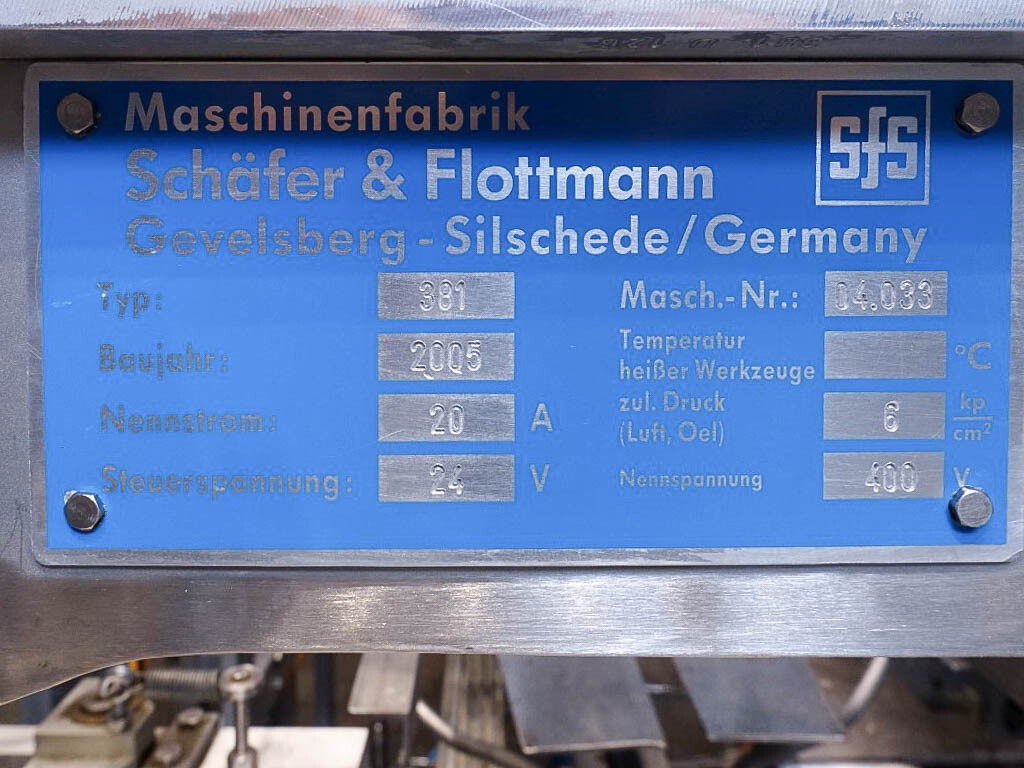 Maschinenfabrik
Schäfer & Flottmann
Gevelsberg - Silschede/Germany
SfS
Typ: 381
Masch.-Nr.: 04.033
Baujahr: 2005
Temperatur
heißer Werkzeuge °C
Nennstrom: 20 A
zul. Druck
(Luft, Oel) 6 kp/cm²
Steuerspannung: 24 V
Nennspannung 400 V